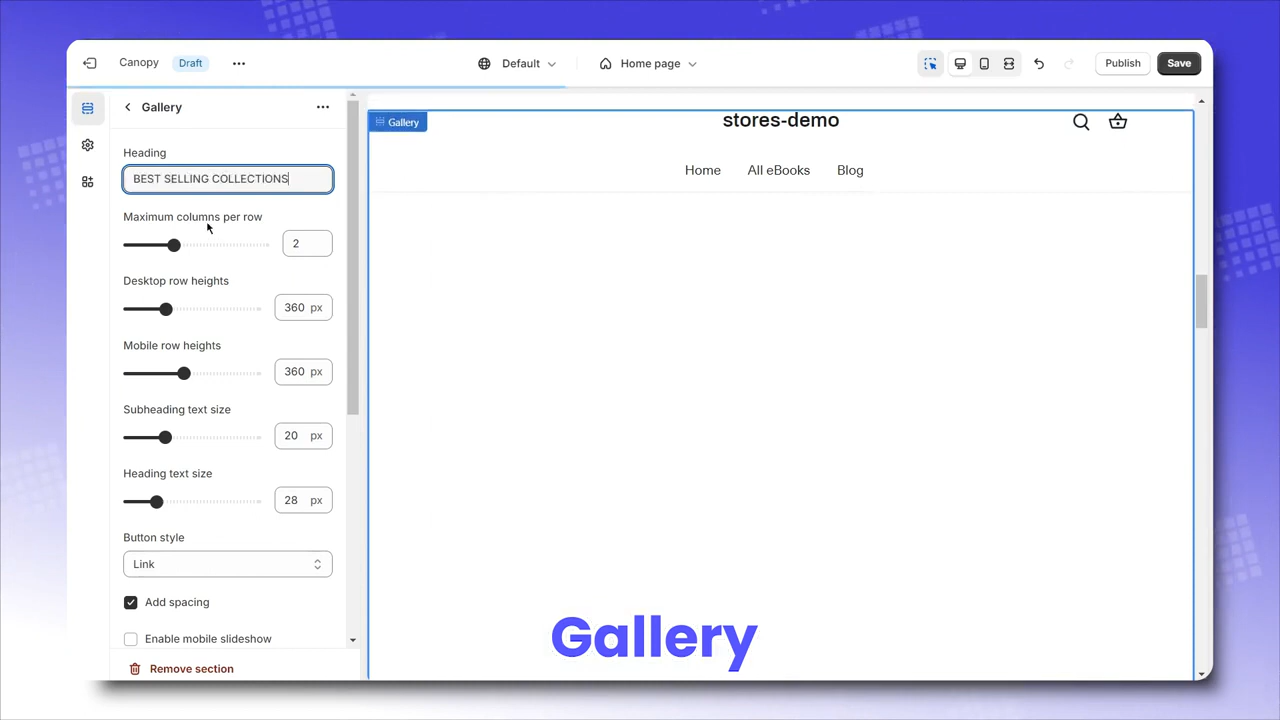 Canopy
Draft
Default
Home page
Publish
Save
Gallery
Heading
BEST SELLING COLLECTIONS
Maximum columns per row
2
Desktop row heights
360 px
Mobile row heights
360 px
Subheading text size
20 px
Heading text size
28 px
Button style
Link
Add spacing
Enable mobile slideshow
Remove section
Gallery
stores-demo
Home All eBooks Blog
Gallery